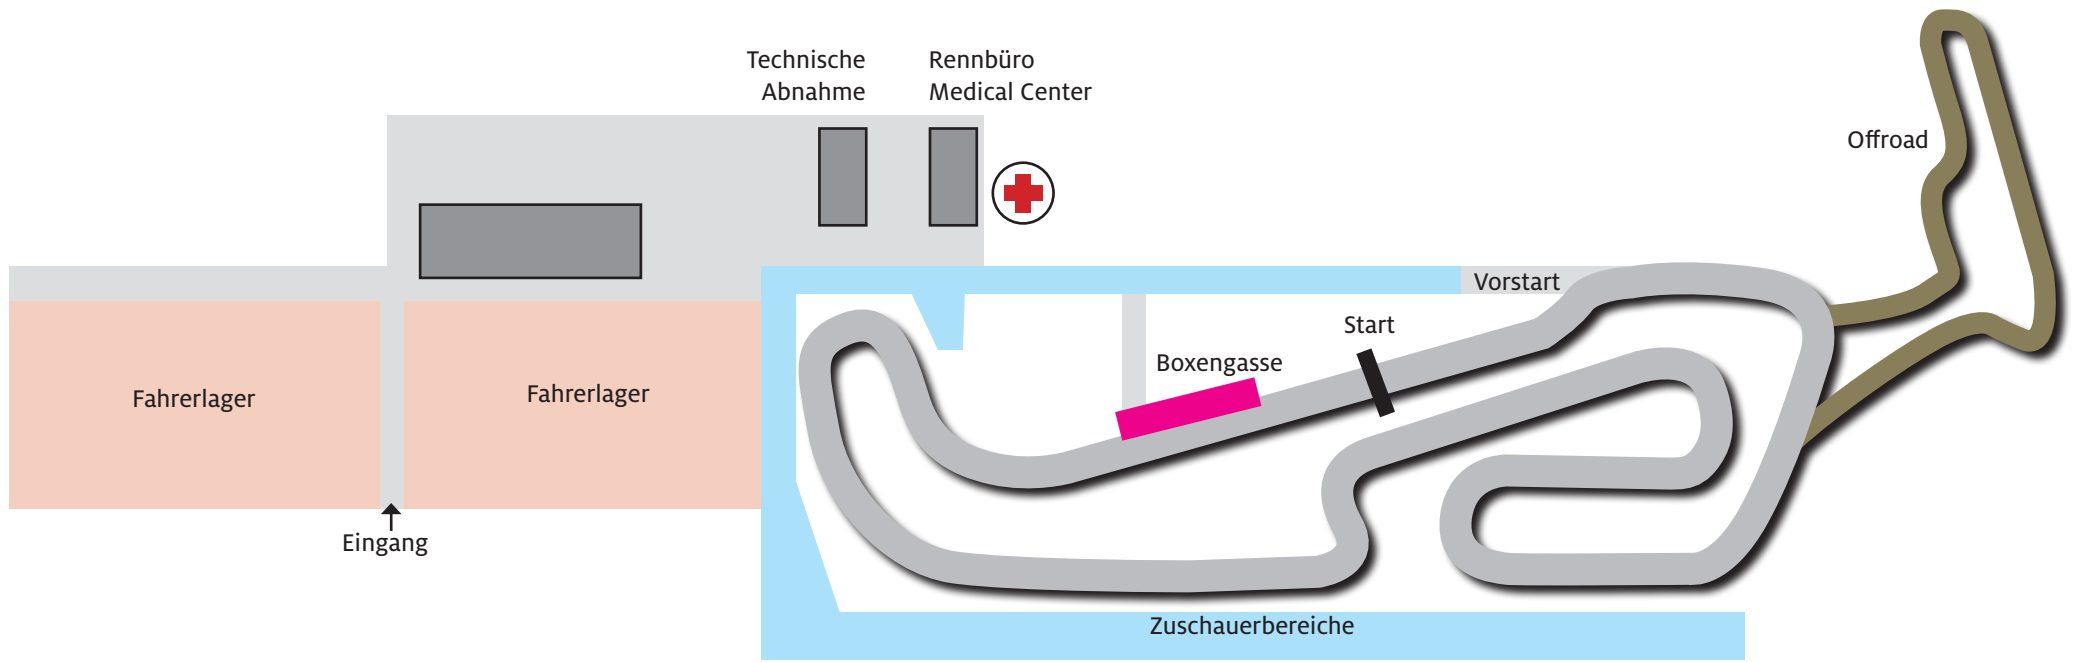 Technische
Abnahme
Rennbüro
Medical Center
Offroad
Vorstart
Start
Boxengasse
Fahrerlager
Fahrerlager
Eingang
Zuschauerbereiche